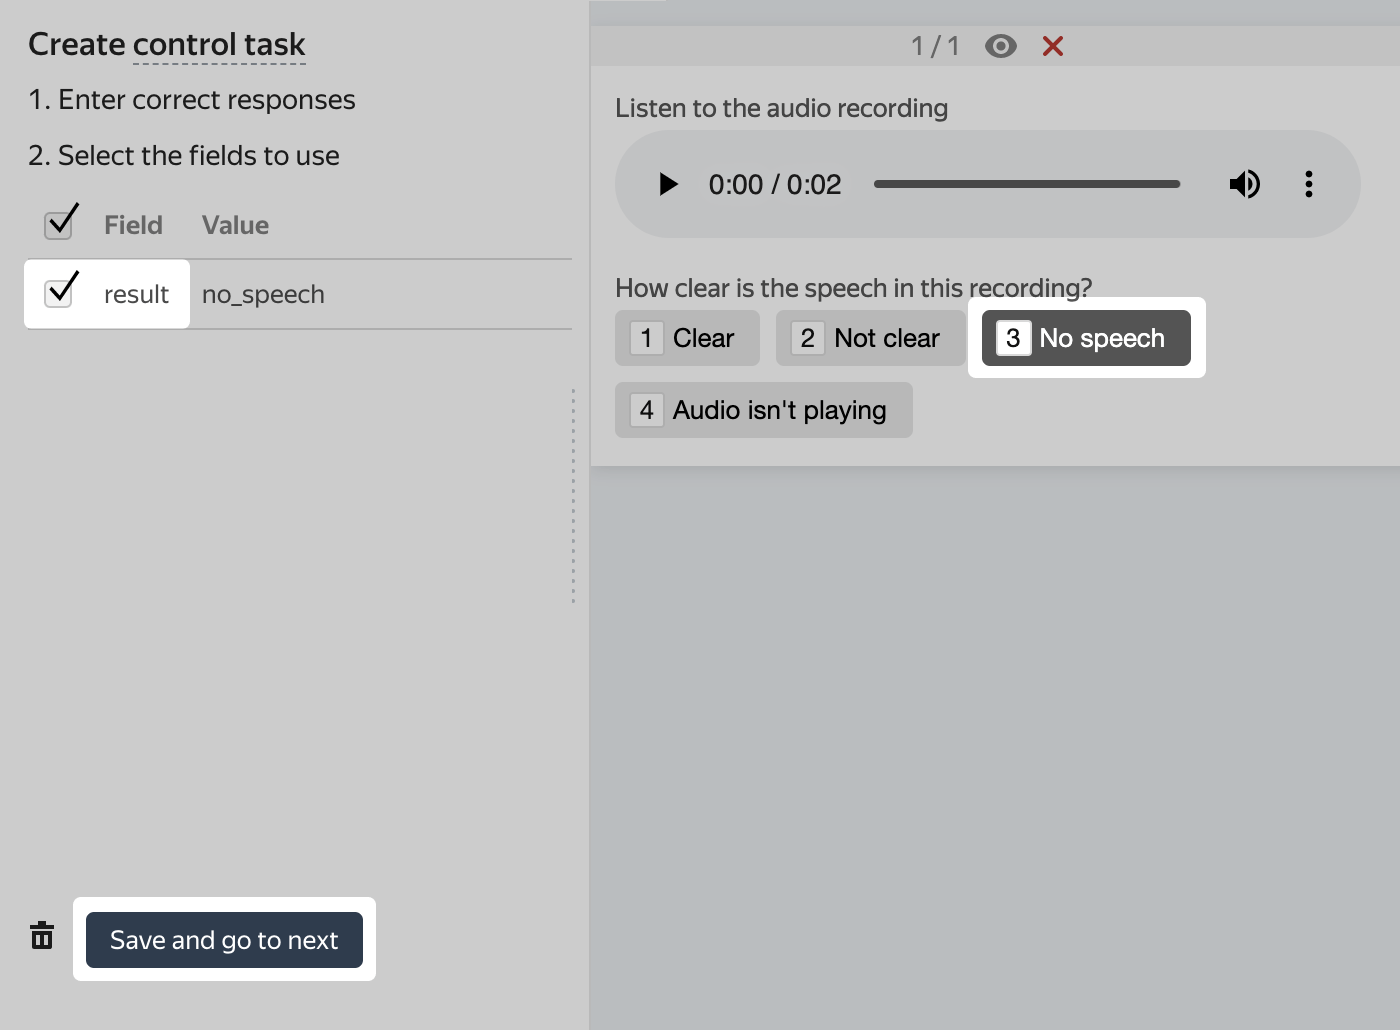 Create control task
1. Enter correct responses
2. Select the fields to use
Field Value
result no_speech
Save and go to next
1 / 1
Listen to the audio recording
0:00 / 0:02
How clear is the speech in this recording?
1 Clear 2 Not clear 3 No speech
4 Audio isn't playing